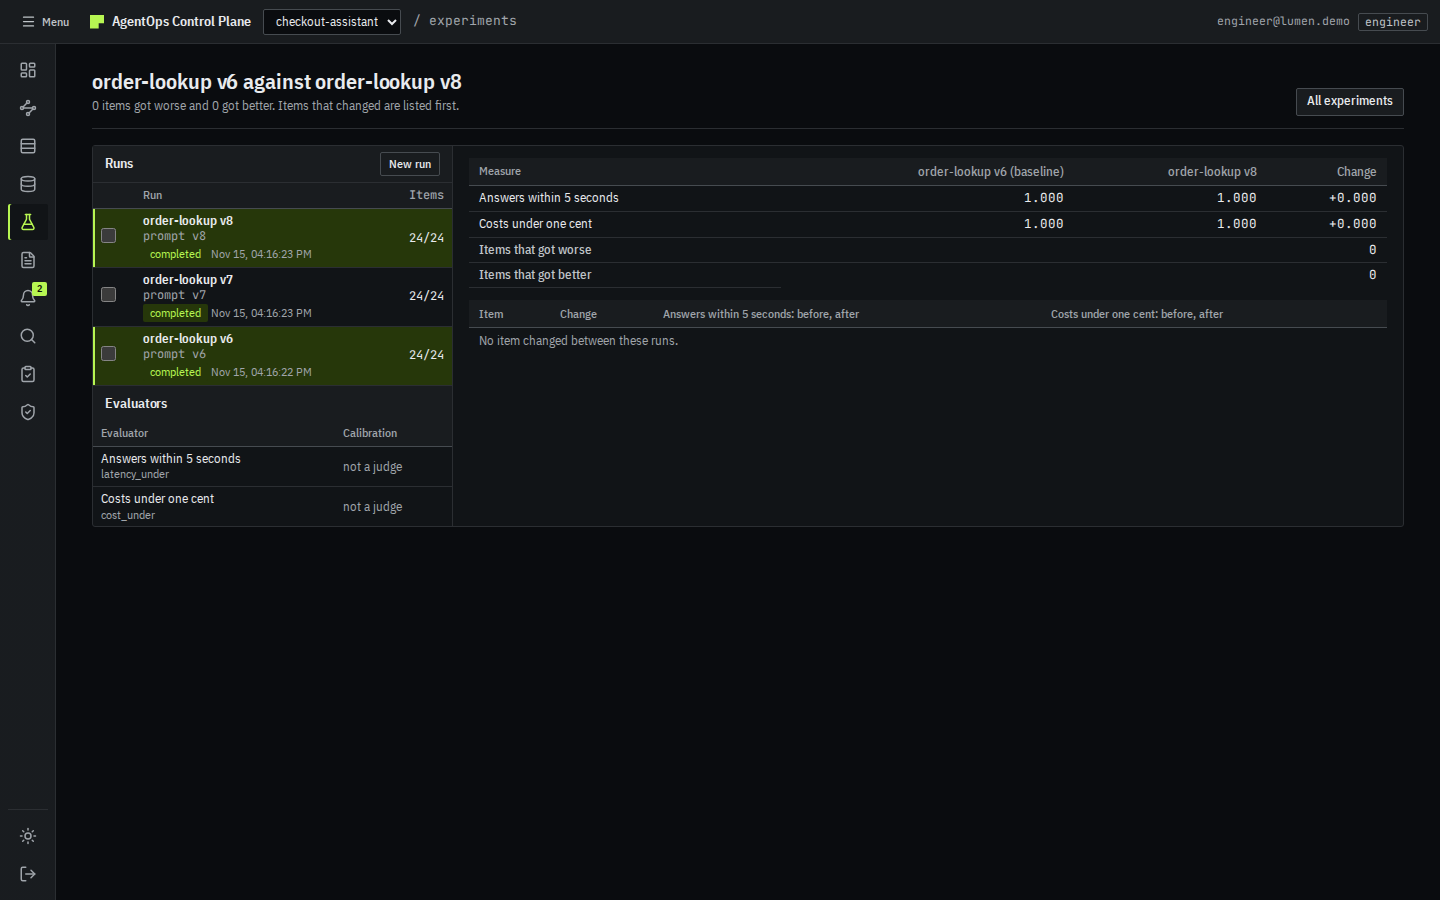 Menu
AgentOps Control Plane
checkout-assistant
/ experiments
engineer@lumen.demo
engineer
order-lookup v6 against order-lookup v8
0 items got worse and 0 got better. Items that changed are listed first.
All experiments
Runs
New run
Run Items
order-lookup v8
prompt v8
24/24
completed Nov 15, 04:16:23 PM
order-lookup v7
prompt v7
24/24
completed Nov 15, 04:16:23 PM
order-lookup v6
prompt v6
24/24
completed Nov 15, 04:16:22 PM
Evaluators
Evaluator Calibration
Answers within 5 seconds
latency_under
not a judge
Costs under one cent
cost_under
not a judge
Measure order-lookup v6 (baseline) order-lookup v8 Change
Answers within 5 seconds 1.000 1.000 +0.000
Costs under one cent 1.000 1.000 +0.000
Items that got worse 0
Items that got better 0
Item Change Answers within 5 seconds: before, after Costs under one cent: before, after
No item changed between these runs.
2